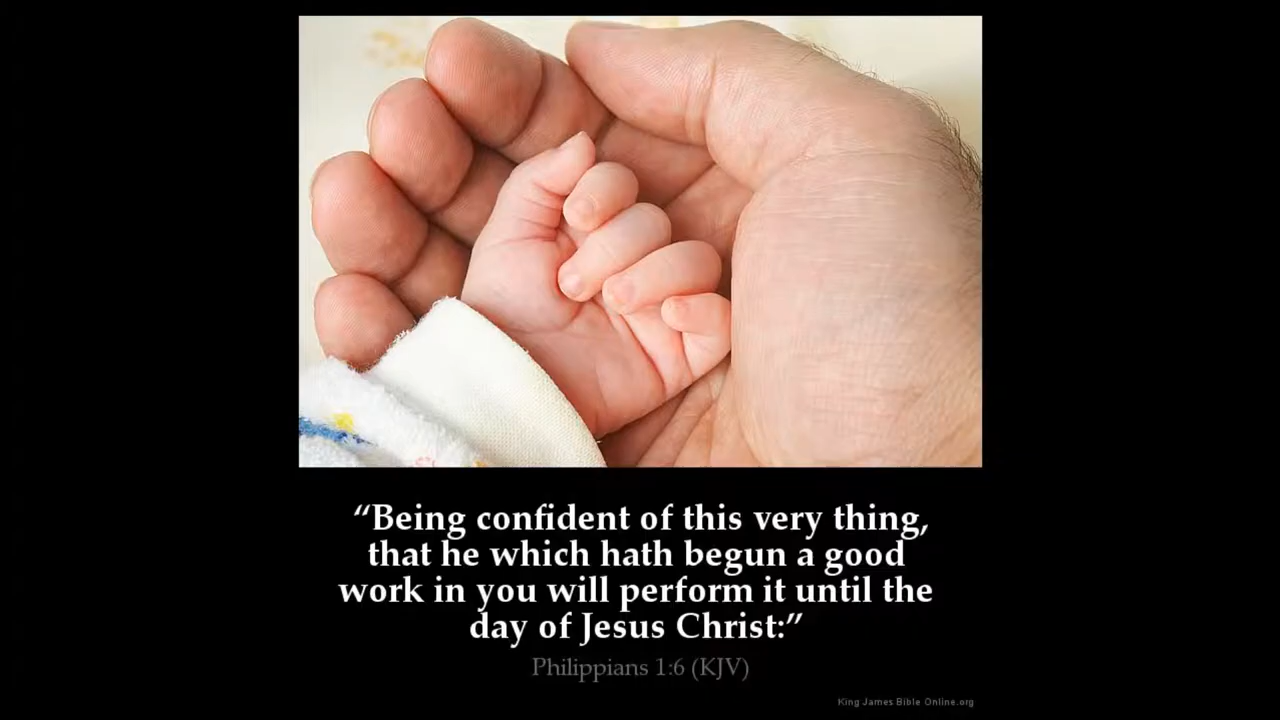 “Being confident of this very thing,
that he which hath begun a good
work in you will perform it until the
day of Jesus Christ:”
Philippians 1:6 (KJV)
King James Bible Online.org